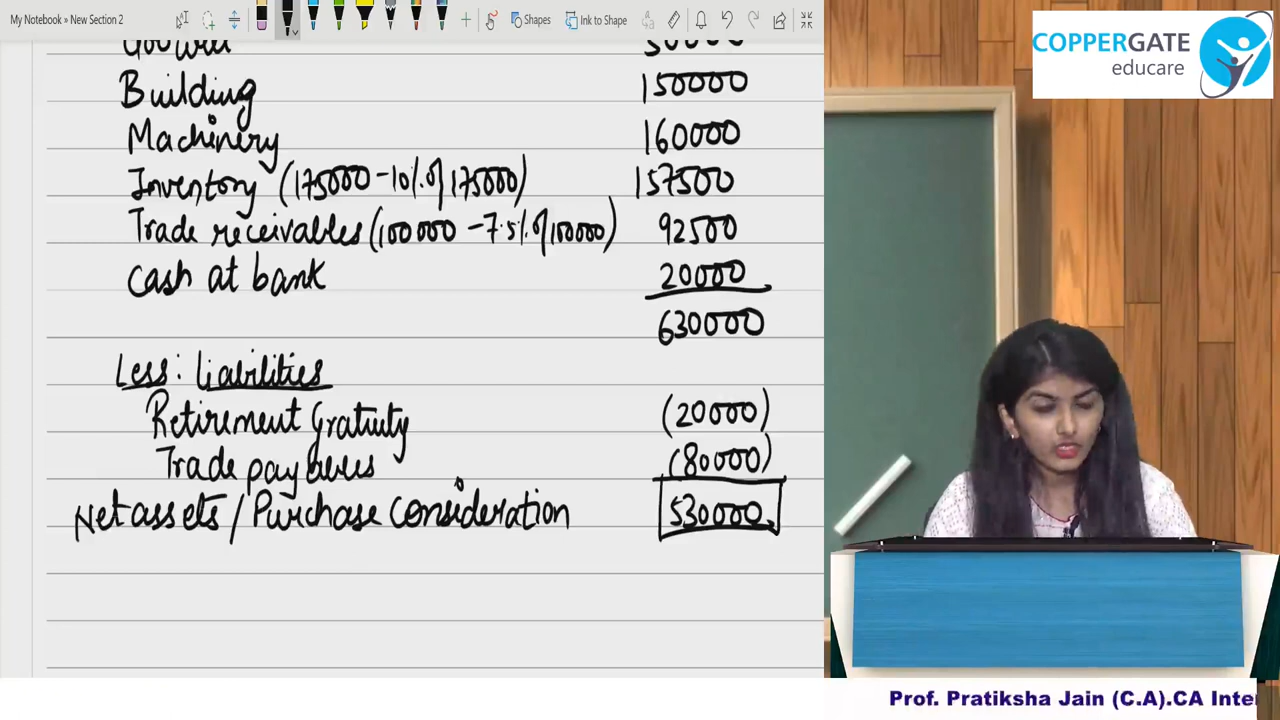 My Notebook » New Section 2
Shapes
Ink to Shape
COPPERGATE
educare
Goodwill 50000
Building 150000
Machinery 160000
Inventory (175000 - 10% of 175000) 157500
Trade receivables (100000 - 7.5% of 100000) 92500
Cash at bank 20000
630000
Less: Liabilities
Retirement Gratuity (20000)
Trade payables (80000)
Net assets / Purchase consideration 530000
Prof. Pratiksha Jain (C.A).CA Inter